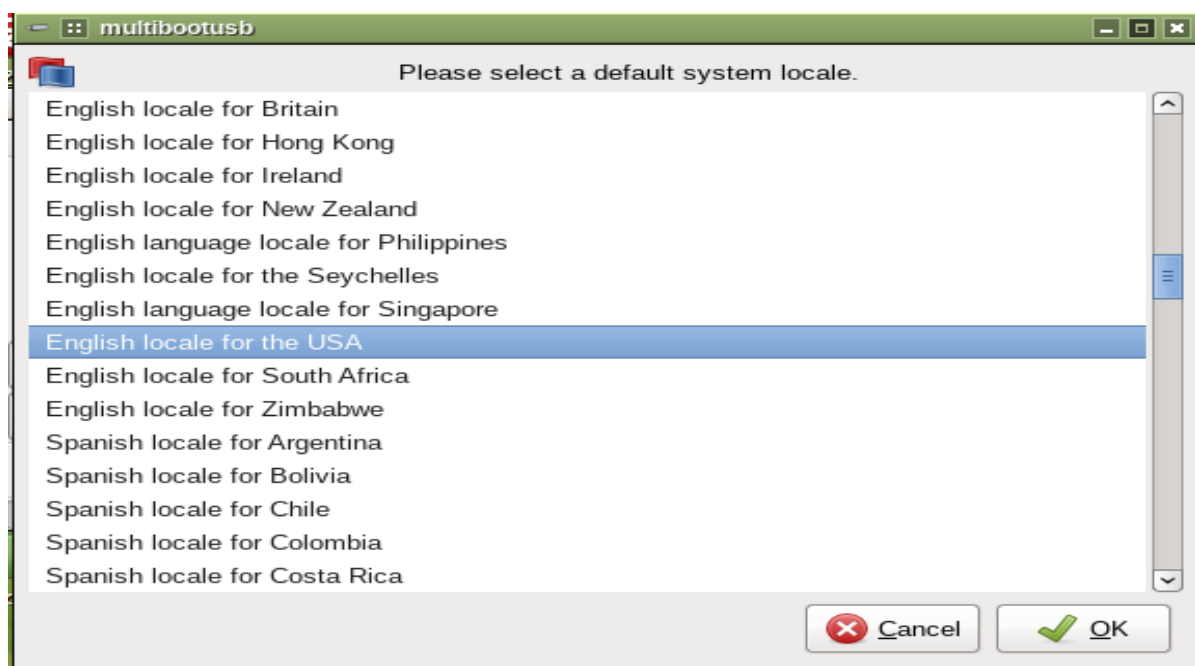 multibootusb
Please select a default system locale.
English locale for Britain
English locale for Hong Kong
English locale for Ireland
English locale for New Zealand
English language locale for Philippines
English locale for the Seychelles
English language locale for Singapore
English locale for the USA
English locale for South Africa
English locale for Zimbabwe
Spanish locale for Argentina
Spanish locale for Bolivia
Spanish locale for Chile
Spanish locale for Colombia
Spanish locale for Costa Rica
Cancel OK